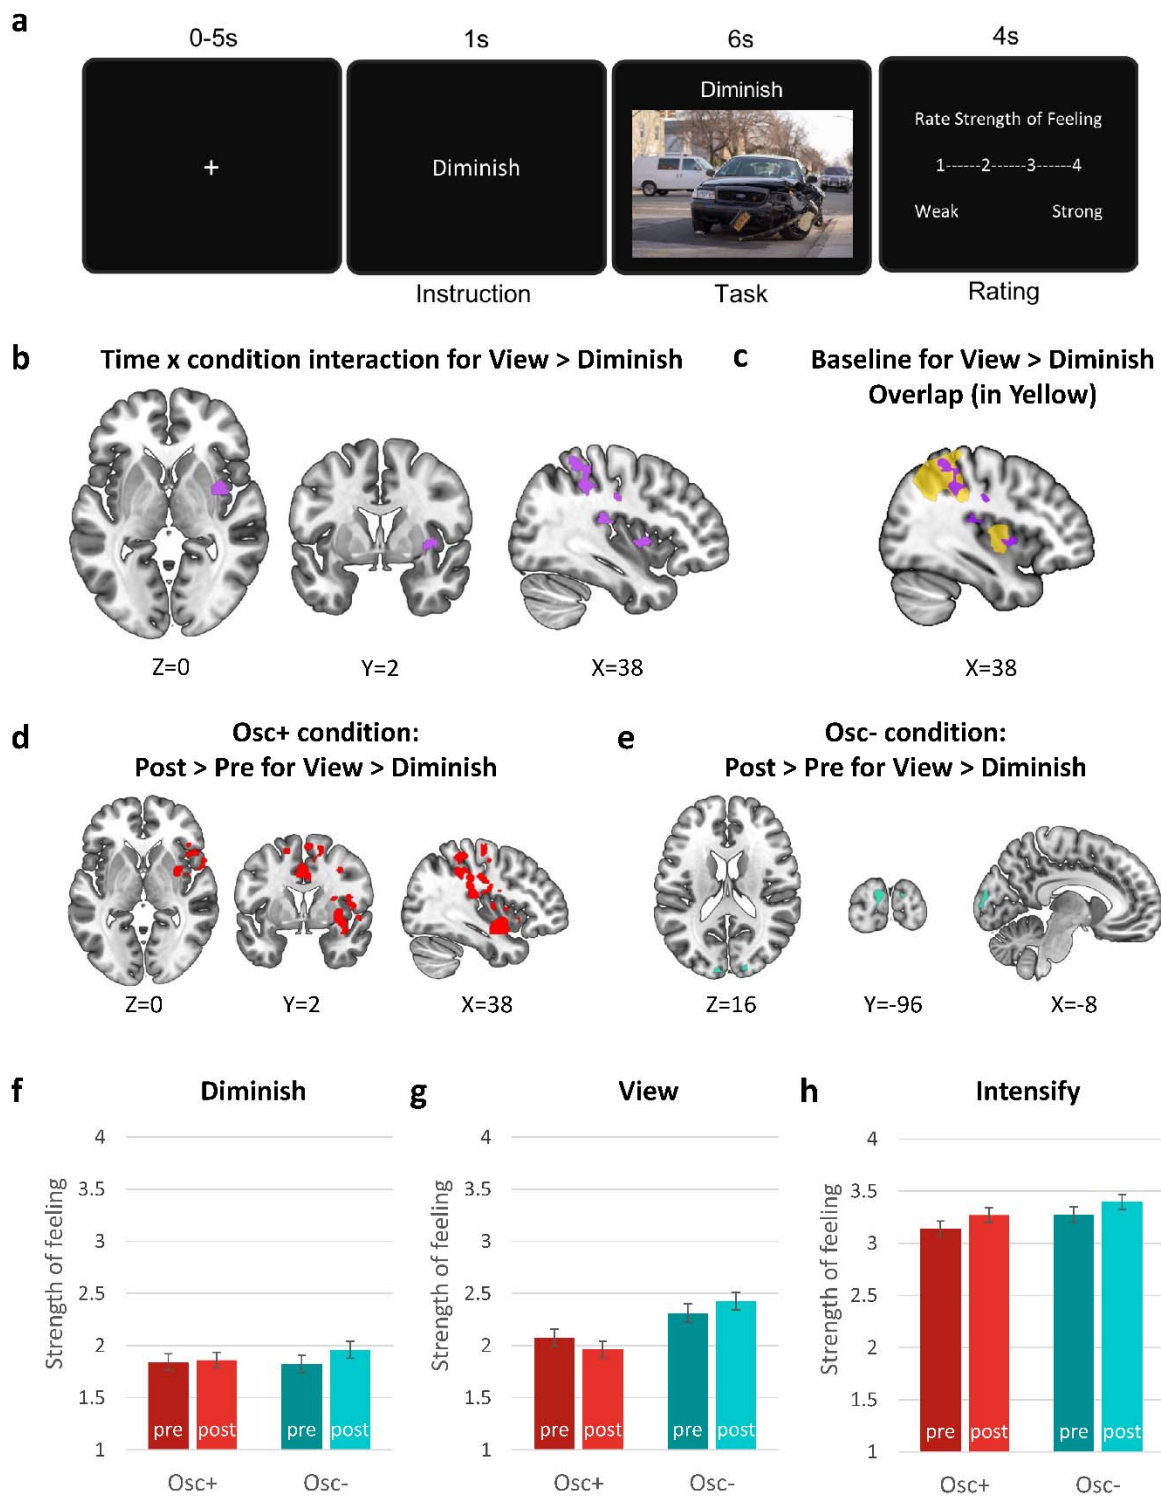 a
0-5s 1s 6s 4s
+
Diminish
Diminish
Rate Strength of Feeling
1------2------3-----4
Weak Strong
Instruction Task Rating
b Time x condition interaction for View > Diminish
Z=0 Y=2 X=38
c Baseline for View > Diminish
Overlap (in Yellow)
X=38
d Osc+ condition:
Post > Pre for View > Diminish
Z=0 Y=2 X=38
e Osc- condition:
Post > Pre for View > Diminish
Z=16 Y=-96 X=-8
f Diminish
Strength of feeling
4
3.5
3
2.5
2
1.5
1
pre post pre post
Osc+ Osc-
g View
Strength of feeling
4
3.5
3
2.5
2
1.5
1
pre post pre post
Osc+ Osc-
h Intensify
Strength of feeling
4
3.5
3
2.5
2
1.5
1
pre post pre post
Osc+ Osc-